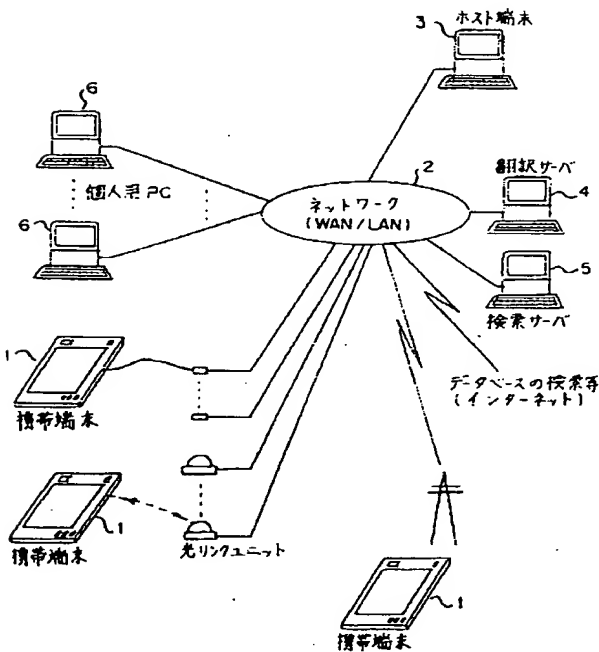 3
ホスト端末
6
個人系PC
6
2
ネットワーク
(WAN/LAN)
翻訳サーバ
4
5
検索サーバ
1
携帯端末
データベースの検索等
(インターネット)
1
携帯端末
光リンクユニット
1
携帯端末